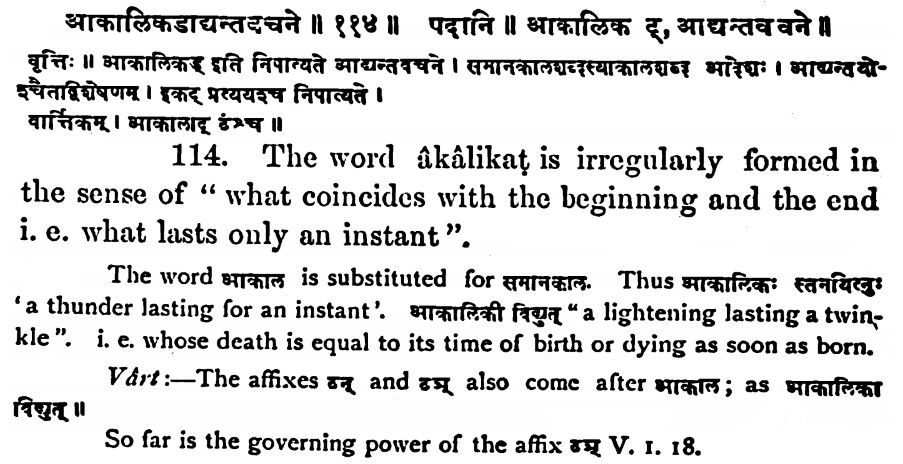 आकालिकडाद्यन्तवचने ॥ ११४ ॥ पदानि ॥ आकालिक ट्, आद्यन्तवचने ॥
वृत्तिः ॥ आकालिकड् इति निपात्यते आद्यन्तवचने । समानकालशब्दस्याकालशब्द आदेशः । आद्यन्तयो-
श्चैतद्विशेषणम् । इकट् प्रत्ययश्च निपात्यते ।
वार्त्तिकम् । आकालाट् ठंश्च ॥
114. The word âkâlikaṭ is irregularly formed in
the sense of “ what coincides with the beginning and the end
i. e. what lasts only an instant ”.
The word आकाल is substituted for समानकाल. Thus आकालिकः स्तनयित्नुः
‘a thunder lasting for an instant’. आकालिकी विद्युत् “ a lightening lasting a twin-
kle ”. i. e. whose death is equal to its time of birth or dying as soon as born.
Vârt:—The affixes ठन् and ठञ् also come after आकाल ; as आकालिका
विद्युत् ॥
So far is the governing power of the affix ठञ् V. 1. 18.